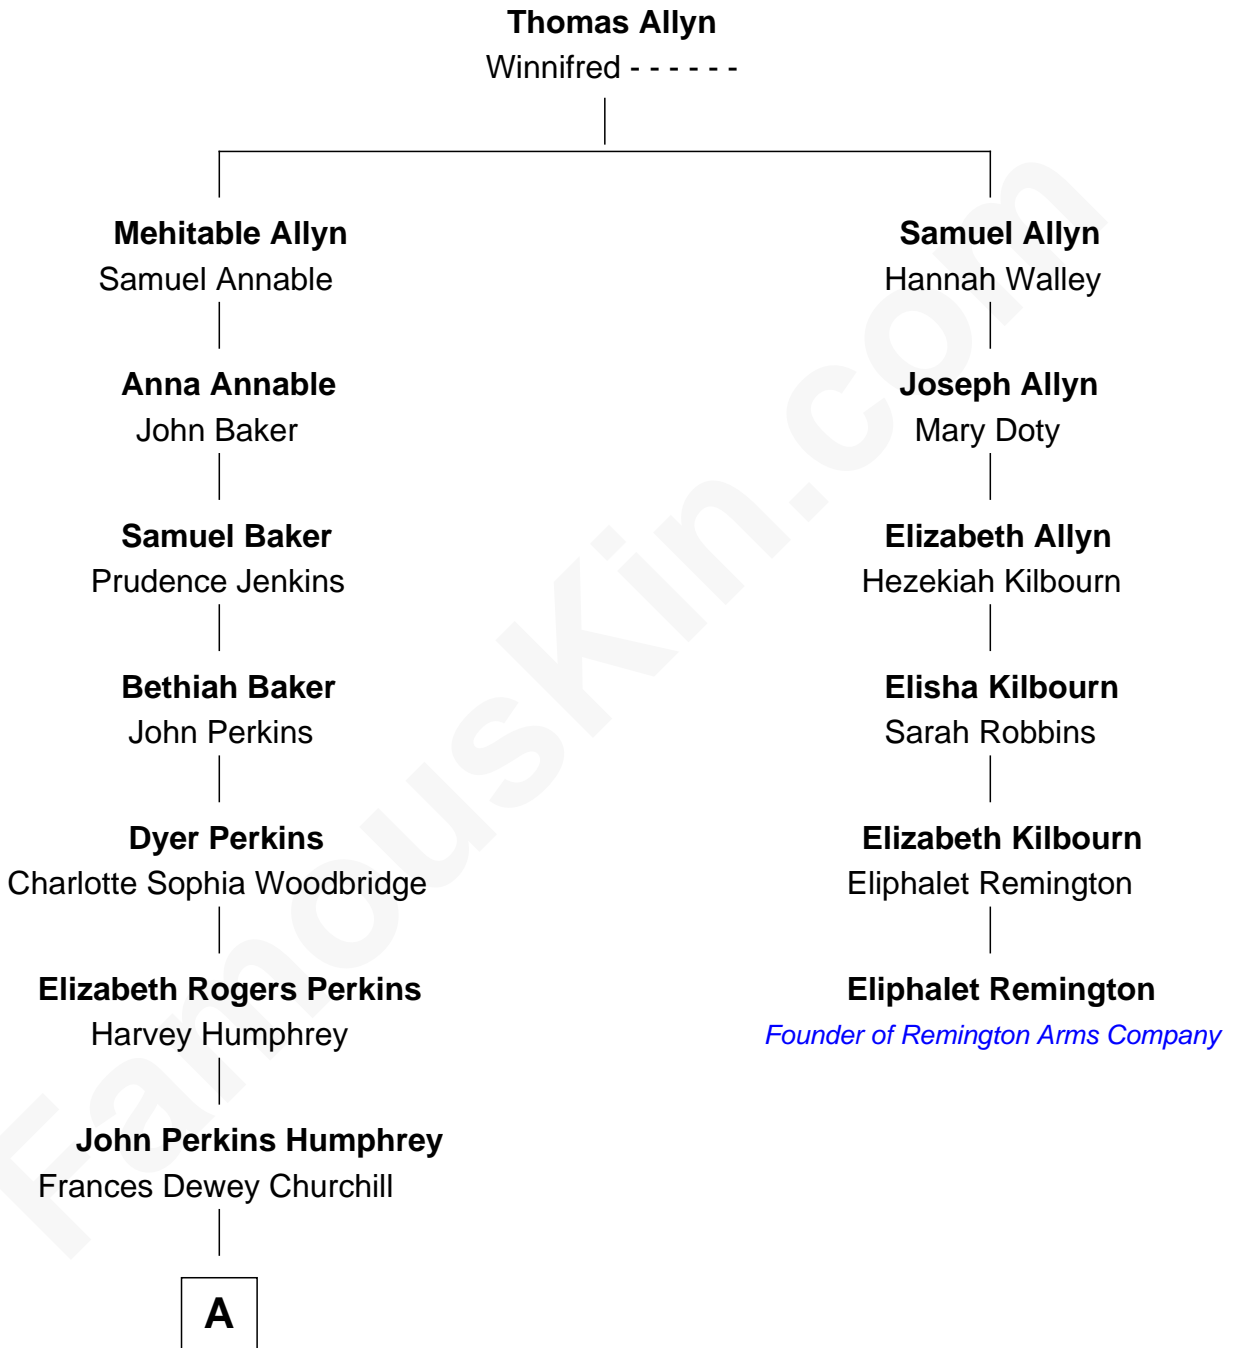 Thomas Allyn
Winnifred - - - - - -
Mehitable Allyn
Samuel Annable
Anna Annable
John Baker
Samuel Baker
Prudence Jenkins
Bethiah Baker
John Perkins
Dyer Perkins
Charlotte Sophia Woodbridge
Elizabeth Rogers Perkins
Harvey Humphrey
John Perkins Humphrey
Frances Dewey Churchill
A
Samuel Allyn
Hannah Walley
Joseph Allyn
Mary Doty
Elizabeth Allyn
Hezekiah Kilbourn
Elisha Kilbourn
Sarah Robbins
Elizabeth Kilbourn
Eliphalet Remington
Eliphalet Remington
Founder of Remington Arms Company
FamousKin.com